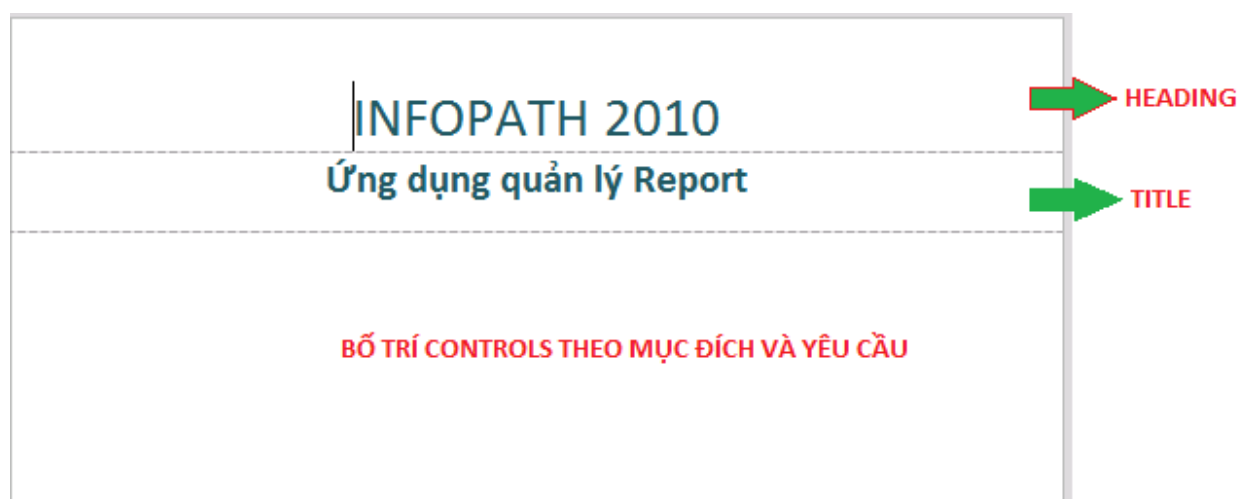 INFOPATH 2010
HEADING
Ứng dụng quản lý Report
TITLE
BỐ TRÍ CONTROLS THEO MỤC ĐÍCH VÀ YÊU CẦU